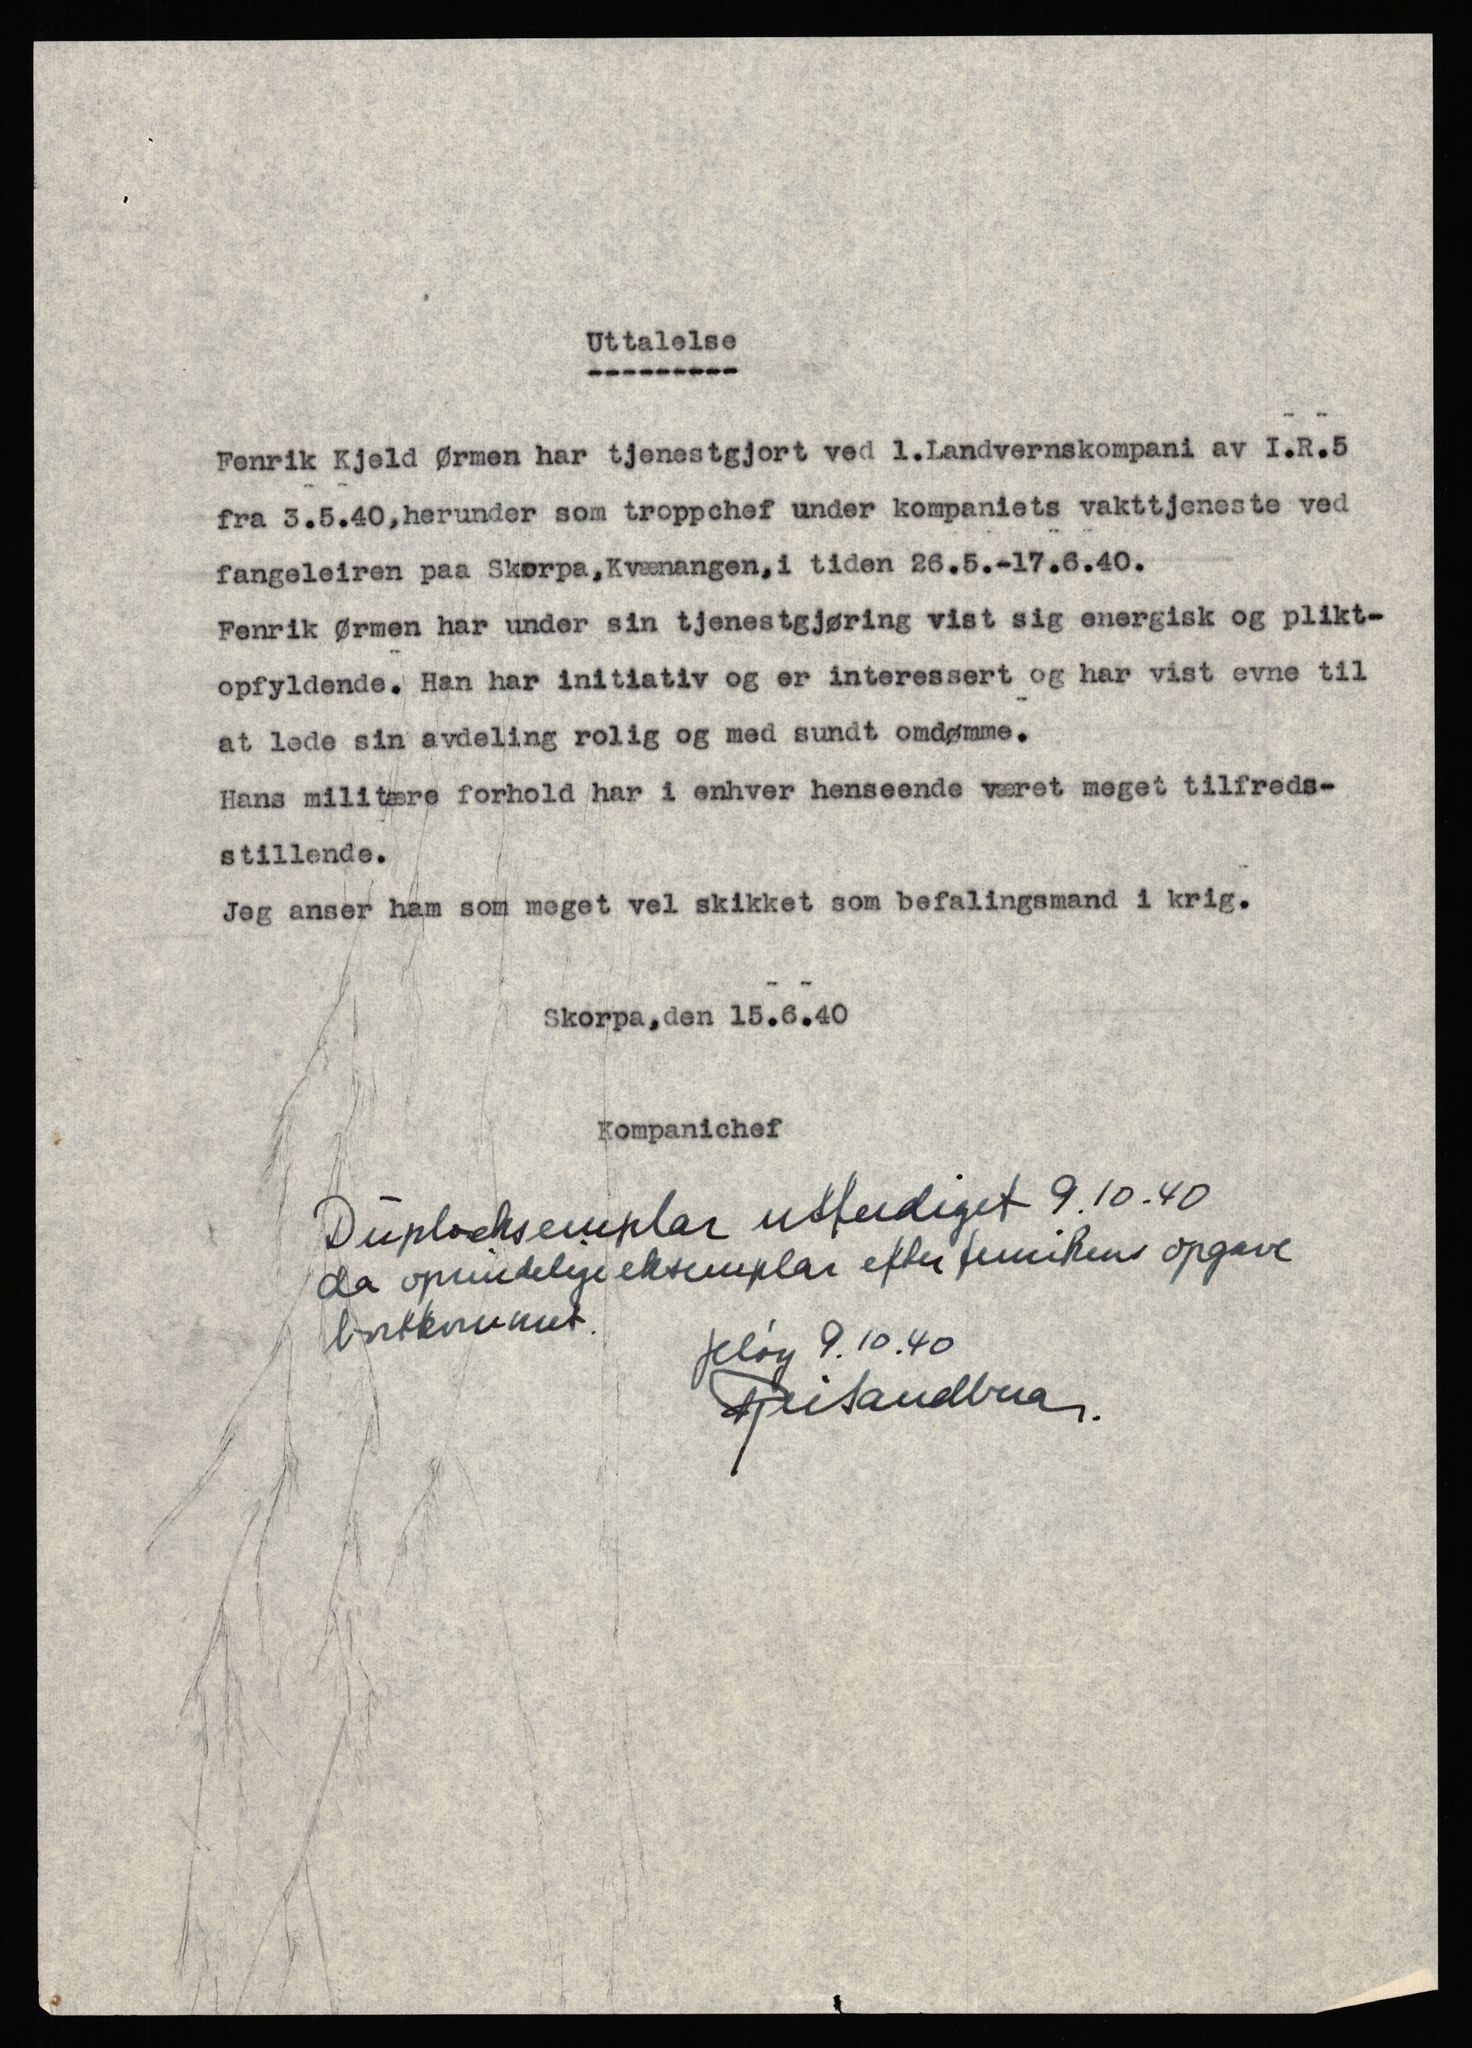 Uttalelse
---------
Fenrik Kjeld Ørmen har tjenestgjort ved 1.Landvernskompani av I.R.5
fra 3.5.40,herunder som troppchef under kompaniets vakttjeneste ved
fangeleiren paa Skorpa,Kvænangen,i tiden 26.5.-17.6.40.
Fenrik Ørmen har under sin tjenestgjøring vist sig energisk og plikt-
opfyldende. Han har initiativ og er interessert og har vist evne til
at lede sin avdeling rolig og med sundt omdømme.
Hans militære forhold har i enhver henseende været meget tilfreds-
stillende.
Jeg anser ham som meget vel skikket som befalingsmand i krig.
Skorpa,den 15.6.40
Kompanichef
Duploeksemplar utferdiget 9.10.40
da oprindelige eksemplar efter fenrikens opgave
bortkommet.
Jeløy 9.10.40